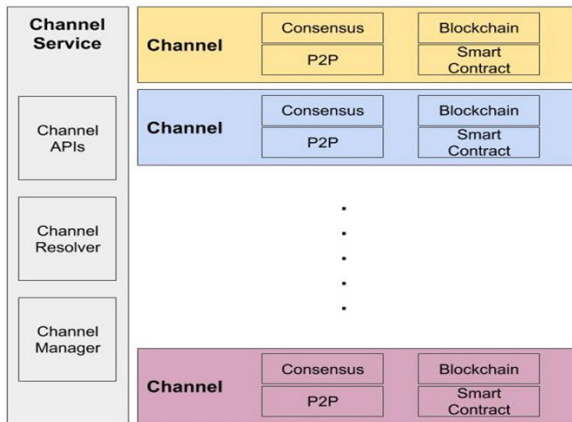 Channel
Service
Channel
APIs
Channel
Resolver
Channel
Manager
Channel
Consensus
Blockchain
P2P
Smart
Contract
Channel
Consensus
Blockchain
P2P
Smart
Contract
Channel
Consensus
Blockchain
P2P
Smart
Contract